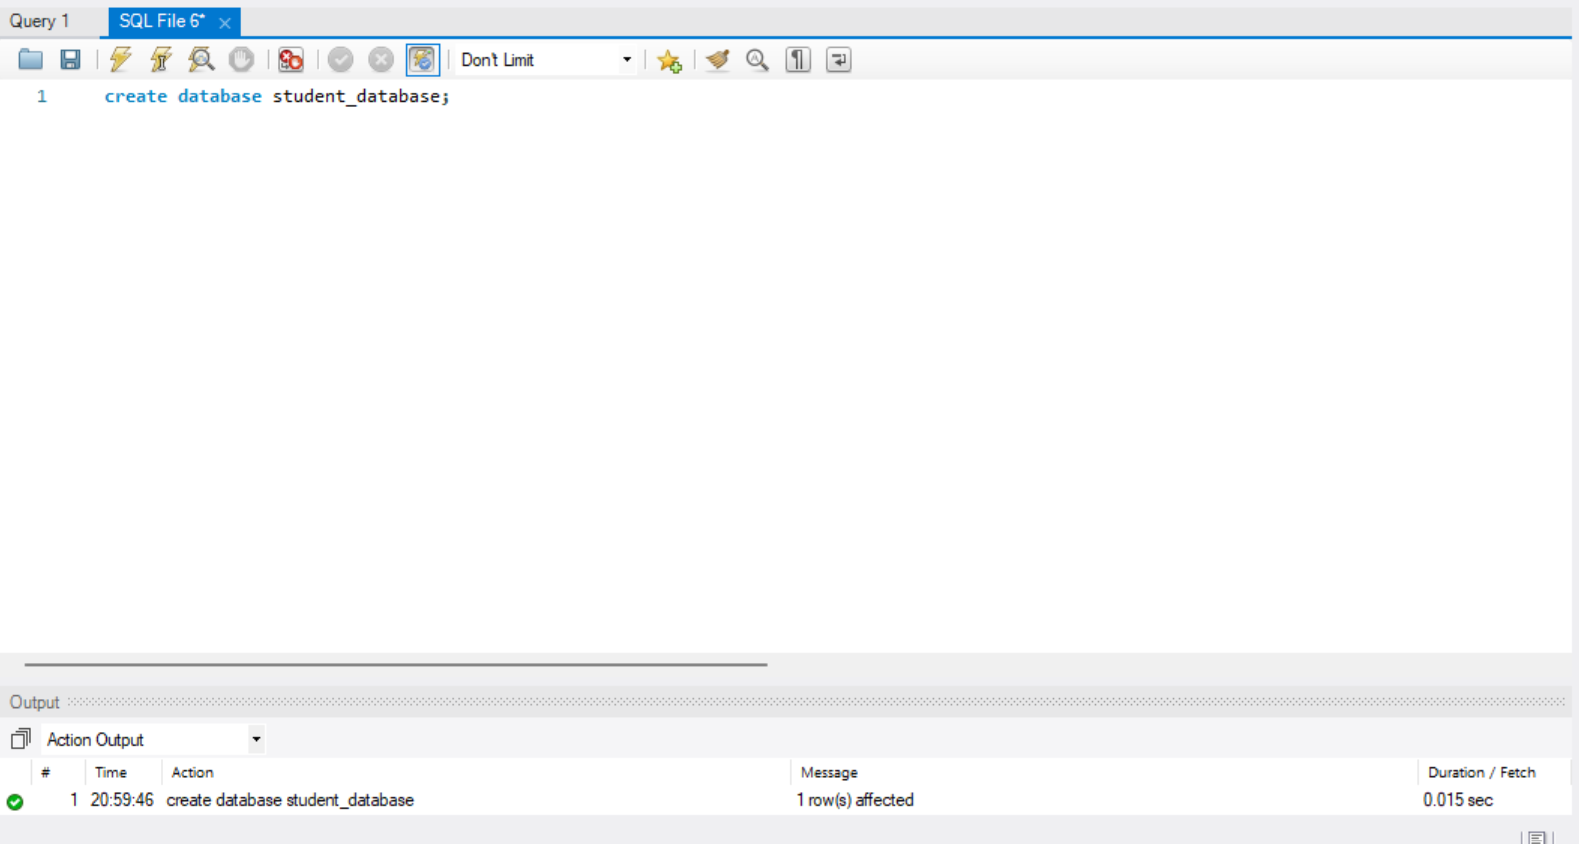 Query 1 SQL File 6*
Don't Limit
1 create database student_database;
Output
Action Output
# Time Action Message Duration / Fetch
1 20:59:46 create database student_database 1 row(s) affected 0.015 sec